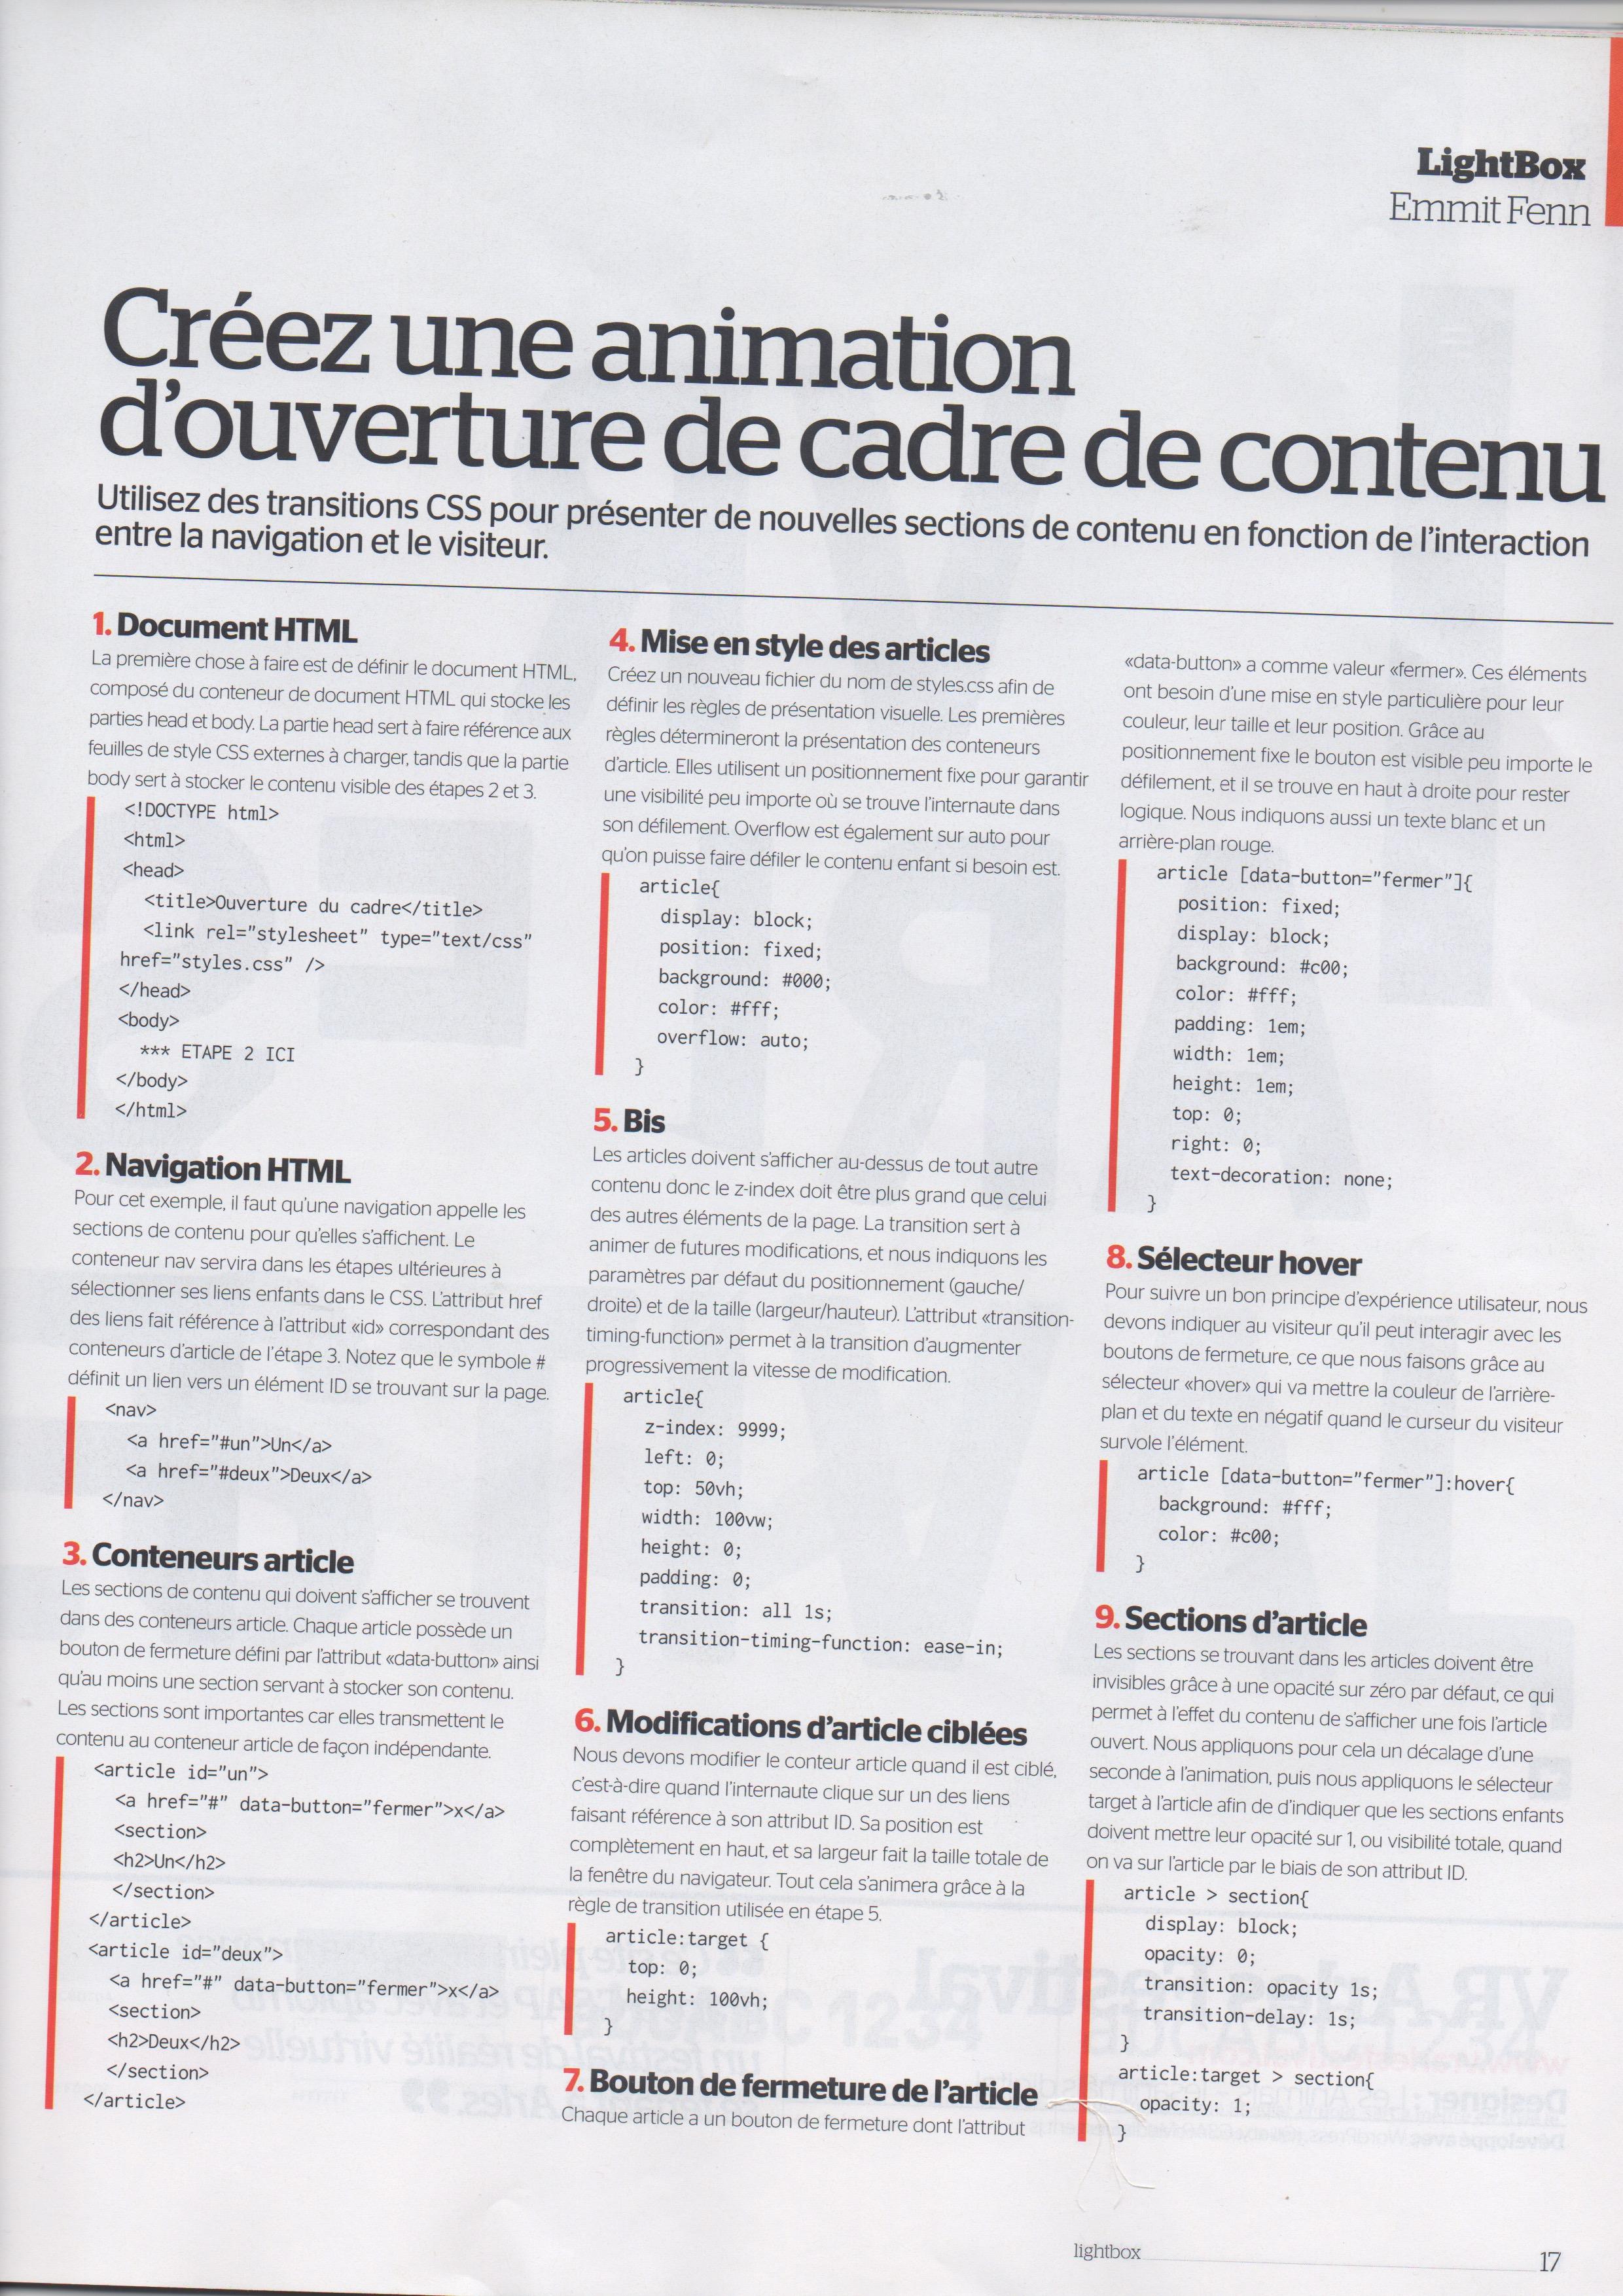 LightBox
Emmit Fenn
Créez une animation
d'ouverture de cadre de contenu
Utilisez des transitions CSS pour présenter de nouvelles sections de contenu en fonction de l'interaction
entre la navigation et le visiteur.
1. Document HTML
La première chose à faire est de définir le document HTML,
composé du conteneur de document HTML qui stocke les
parties head et body. La partie head sert à faire référence aux
feuilles de style CSS externes à charger, tandis que la partie
body sert à stocker le contenu visible des étapes 2 et 3.
<!DOCTYPE html>
<html>
<head>
<title>Ouverture du cadre</title>
<link rel="stylesheet" type="text/css"
href="styles.css" />
</head>
<body>
*** ETAPE 2 ICI
</body>
</html>
2. Navigation HTML
Pour cet exemple, il faut qu'une navigation appelle les
sections de contenu pour qu'elles s'affichent. Le
conteneur nav servira dans les étapes ultérieures à
sélectionner ses liens enfants dans le CSS. L'attribut href
des liens fait référence à l'attribut «id» correspondant des
conteneurs d'article de l'étape 3. Notez que le symbole #
définit un lien vers un élément ID se trouvant sur la page.
<nav>
<a href="#un">Un</a>
<a href="#deux">Deux</a>
</nav>
3. Conteneurs article
Les sections de contenu qui doivent s'afficher se trouvent
dans des conteneurs article. Chaque article possède un
bouton de fermeture défini par l'attribut «data-button» ainsi
qu'au moins une section servant à stocker son contenu.
Les sections sont importantes car elles transmettent le
contenu au conteneur article de façon indépendante.
<article id="un">
<a href="#" data-button="fermer">x</a>
<section>
<h2>Un</h2>
</section>
</article>
<article id="deux">
<a href="#" data-button="fermer">x</a>
<section>
<h2>Deux</h2>
</section>
</article>
4. Mise en style des articles
Créez un nouveau fichier du nom de styles.css afin de
définir les règles de présentation visuelle. Les premières
règles détermineront la présentation des conteneurs
d'article. Elles utilisent un positionnement fixe pour garantir
une visibilité peu importe où se trouve l'internaute dans
son défilement. Overflow est également sur auto pour
qu'on puisse faire défiler le contenu enfant si besoin est.
article{
display: block;
position: fixed;
background: #000;
color: #fff;
overflow: auto;
}
5. Bis
Les articles doivent s'afficher au-dessus de tout autre
contenu donc le z-index doit être plus grand que celui
des autres éléments de la page. La transition sert à
animer de futures modifications, et nous indiquons les
paramètres par défaut du positionnement (gauche/
droite) et de la taille (largeur/hauteur). L'attribut «transition-
timing-function» permet à la transition d'augmenter
progressivement la vitesse de modification.
article{
z-index: 9999;
left: 0;
top: 50vh;
width: 100vw;
height: 0;
padding: 0;
transition: all 1s;
transition-timing-function: ease-in;
}
6. Modifications d'article ciblées
Nous devons modifier le conteur article quand il est ciblé,
c'est-à-dire quand l'internaute clique sur un des liens
faisant référence à son attribut ID. Sa position est
complètement en haut, et sa largeur fait la taille totale de
la fenêtre du navigateur. Tout cela s'animera grâce à la
règle de transition utilisée en étape 5.
article:target {
top: 0;
height: 100vh;
}
7. Bouton de fermeture de l'article
Chaque article a un bouton de fermeture dont l'attribut
«data-button» a comme valeur «fermer». Ces éléments
ont besoin d'une mise en style particulière pour leur
couleur, leur taille et leur position. Grâce au
positionnement fixe le bouton est visible peu importe le
défilement, et il se trouve en haut à droite pour rester
logique. Nous indiquons aussi un texte blanc et un
arrière-plan rouge.
article [data-button="fermer"]{
position: fixed;
display: block;
background: #c00;
color: #fff;
padding: 1em;
width: 1em;
height: 1em;
top: 0;
right: 0;
text-decoration: none;
}
8. Sélecteur hover
Pour suivre un bon principe d'expérience utilisateur, nous
devons indiquer au visiteur qu'il peut interagir avec les
boutons de fermeture, ce que nous faisons grâce au
sélecteur «hover» qui va mettre la couleur de l'arrière-
plan et du texte en négatif quand le curseur du visiteur
survole l'élément.
article [data-button="fermer"]:hover{
background: #fff;
color: #c00;
}
9. Sections d'article
Les sections se trouvant dans les articles doivent être
invisibles grâce à une opacité sur zéro par défaut, ce qui
permet à l'effet du contenu de s'afficher une fois l'article
ouvert. Nous appliquons pour cela un décalage d'une
seconde à l'animation, puis nous appliquons le sélecteur
target à l'article afin de d'indiquer que les sections enfants
doivent mettre leur opacité sur 1, ou visibilité totale, quand
on va sur l'article par le biais de son attribut ID.
article > section{
display: block;
opacity: 0;
transition: opacity 1s;
transition-delay: 1s;
}
article:target > section{
opacity: 1;
}
lightbox
17